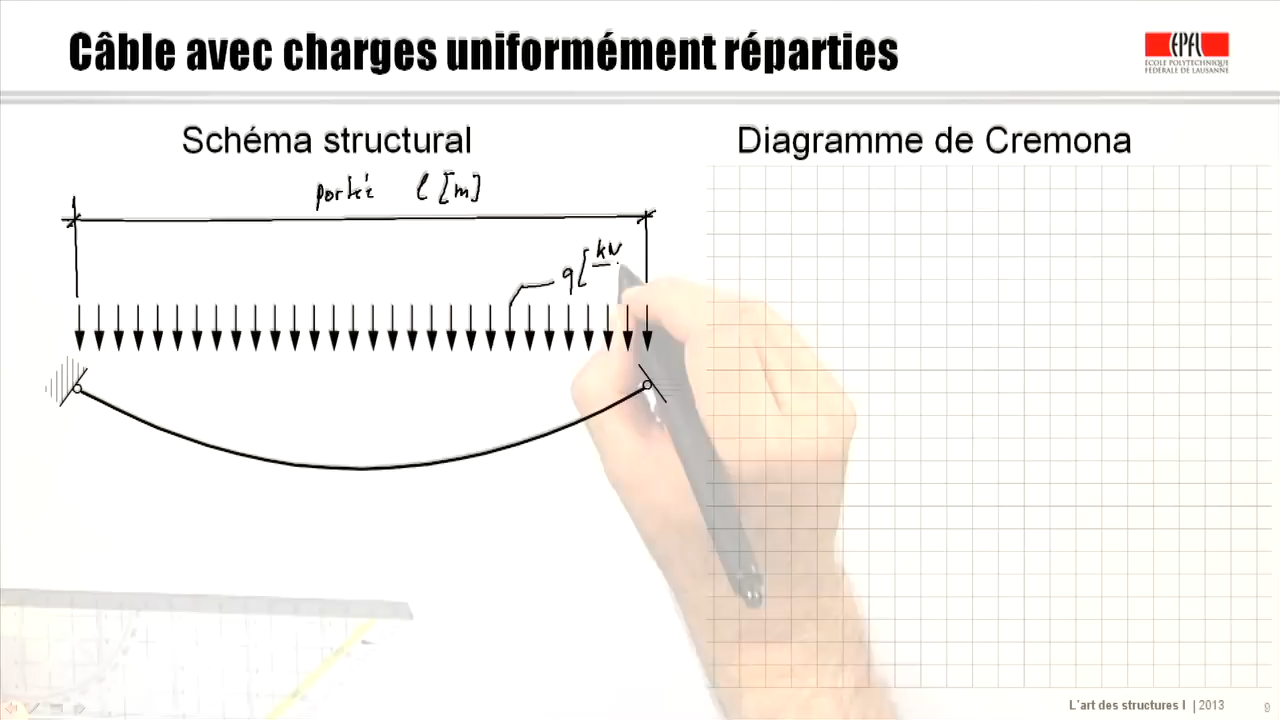 Câble avec charges uniformément réparties
EPFL
ÉCOLE POLYTECHNIQUE
FÉDÉRALE DE LAUSANNE
Schéma structural
Diagramme de Cremona
portée l [m]
q [kN
L'art des structures I | 2013
9